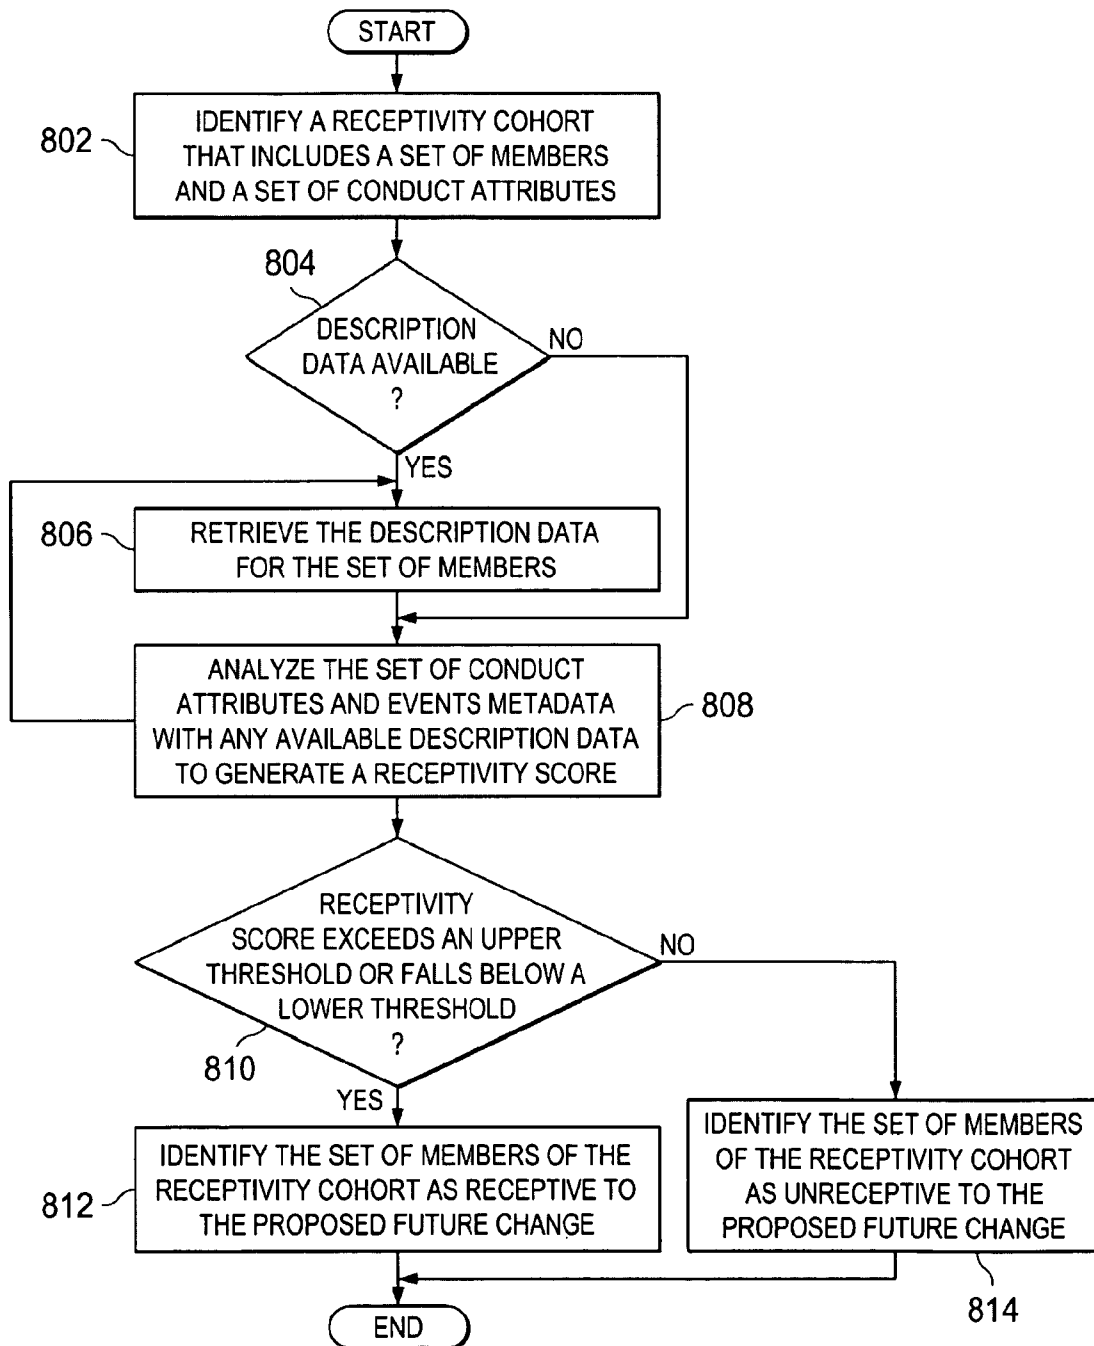 START
802
IDENTIFY A RECEPTIVITY COHORT
THAT INCLUDES A SET OF MEMBERS
AND A SET OF CONDUCT ATTRIBUTES
804
DESCRIPTION
DATA AVAILABLE
?
NO
YES
806
RETRIEVE THE DESCRIPTION DATA
FOR THE SET OF MEMBERS
ANALYZE THE SET OF CONDUCT
ATTRIBUTES AND EVENTS METADATA
WITH ANY AVAILABLE DESCRIPTION DATA
TO GENERATE A RECEPTIVITY SCORE
808
RECEPTIVITY
SCORE EXCEEDS AN UPPER
THRESHOLD OR FALLS BELOW A
LOWER THRESHOLD
?
NO
810
YES
812
IDENTIFY THE SET OF MEMBERS OF THE
RECEPTIVITY COHORT AS RECEPTIVE TO
THE PROPOSED FUTURE CHANGE
IDENTIFY THE SET OF MEMBERS
OF THE RECEPTIVITY COHORT
AS UNRECEPTIVE TO THE
PROPOSED FUTURE CHANGE
814
END